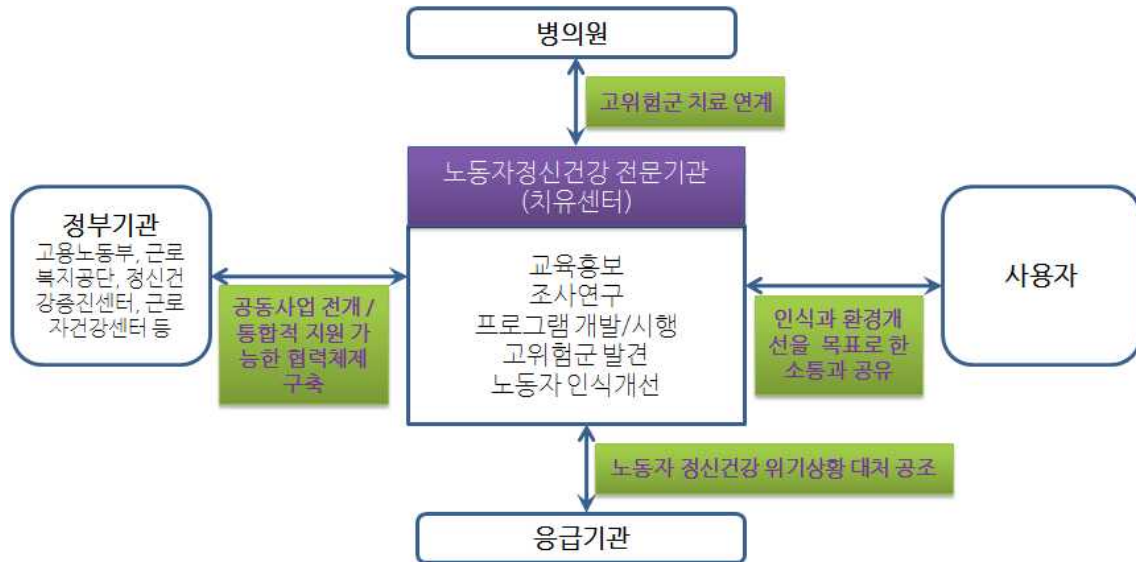 병의원
고위험군 치료 연계
노동자정신건강 전문기관
(치유센터)
정부기관
고용노동부, 근로
복지공단, 정신건
강증진센터, 근로
자건강센터 등
공동사업 전개 /
통합적 지원 가
능한 협력체제
구축
교육홍보
조사연구
프로그램 개발/시행
고위험군 발견
노동자 인식개선
인식과 환경개
선을 목표로 한
소통과 공유
사용자
노동자 정신건강 위기상황 대처 공조
응급기관